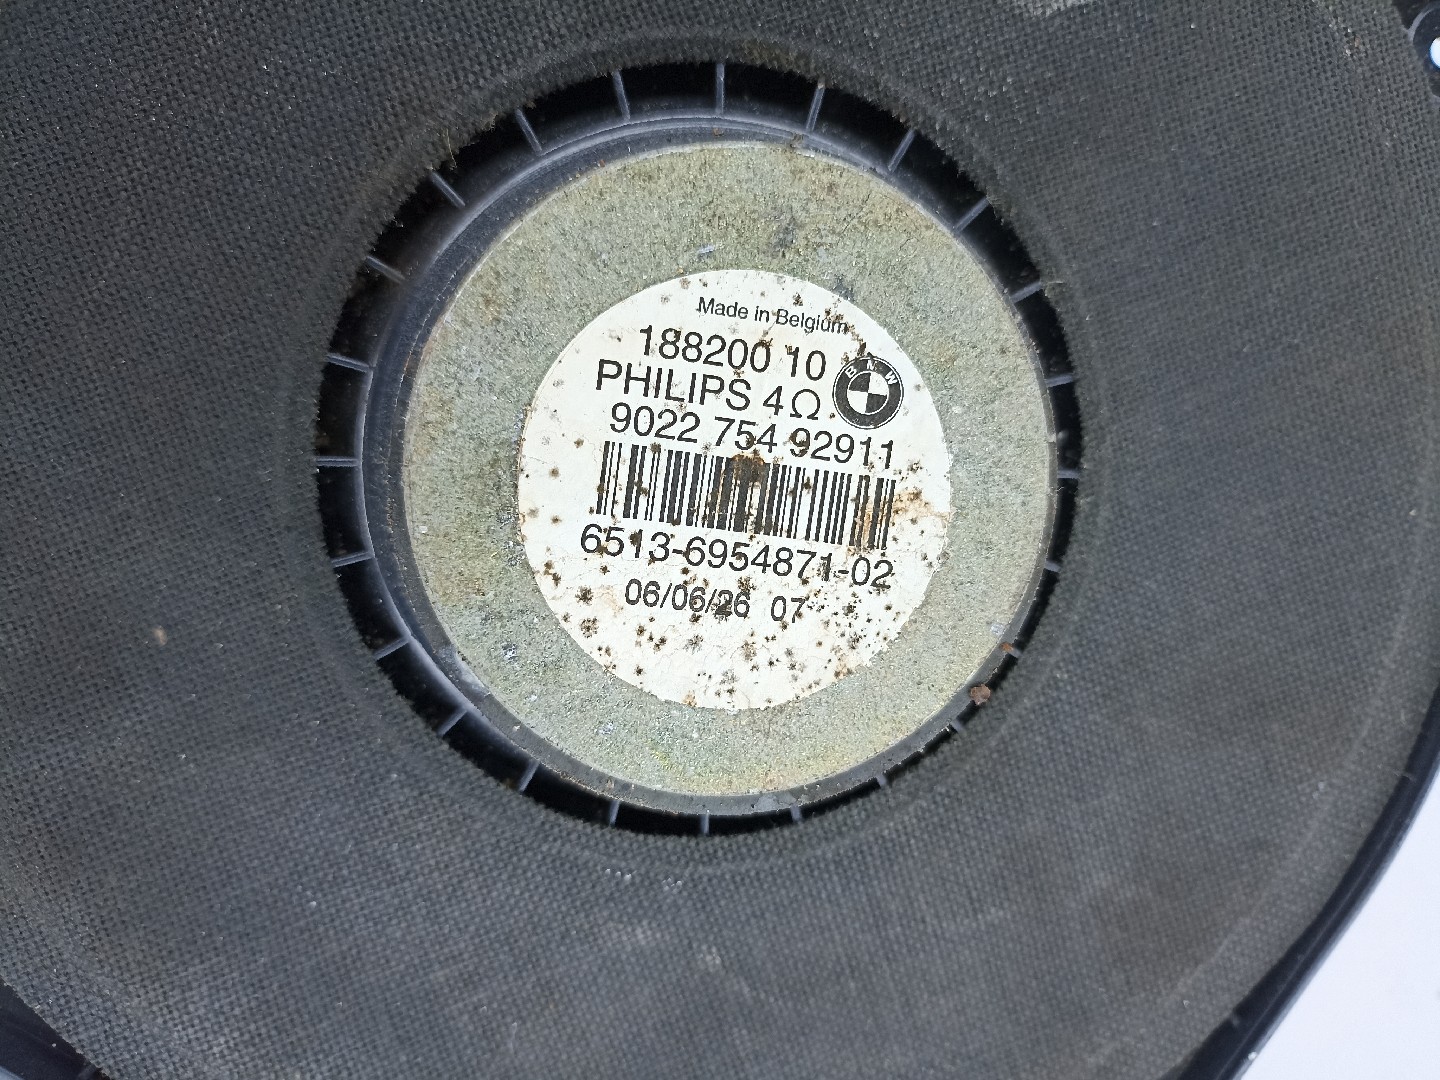 Made in Belgium
188200 10
BMW
PHILIPS 4Ω
9022 754 92911
6513-6954871-02
06/06/26 07